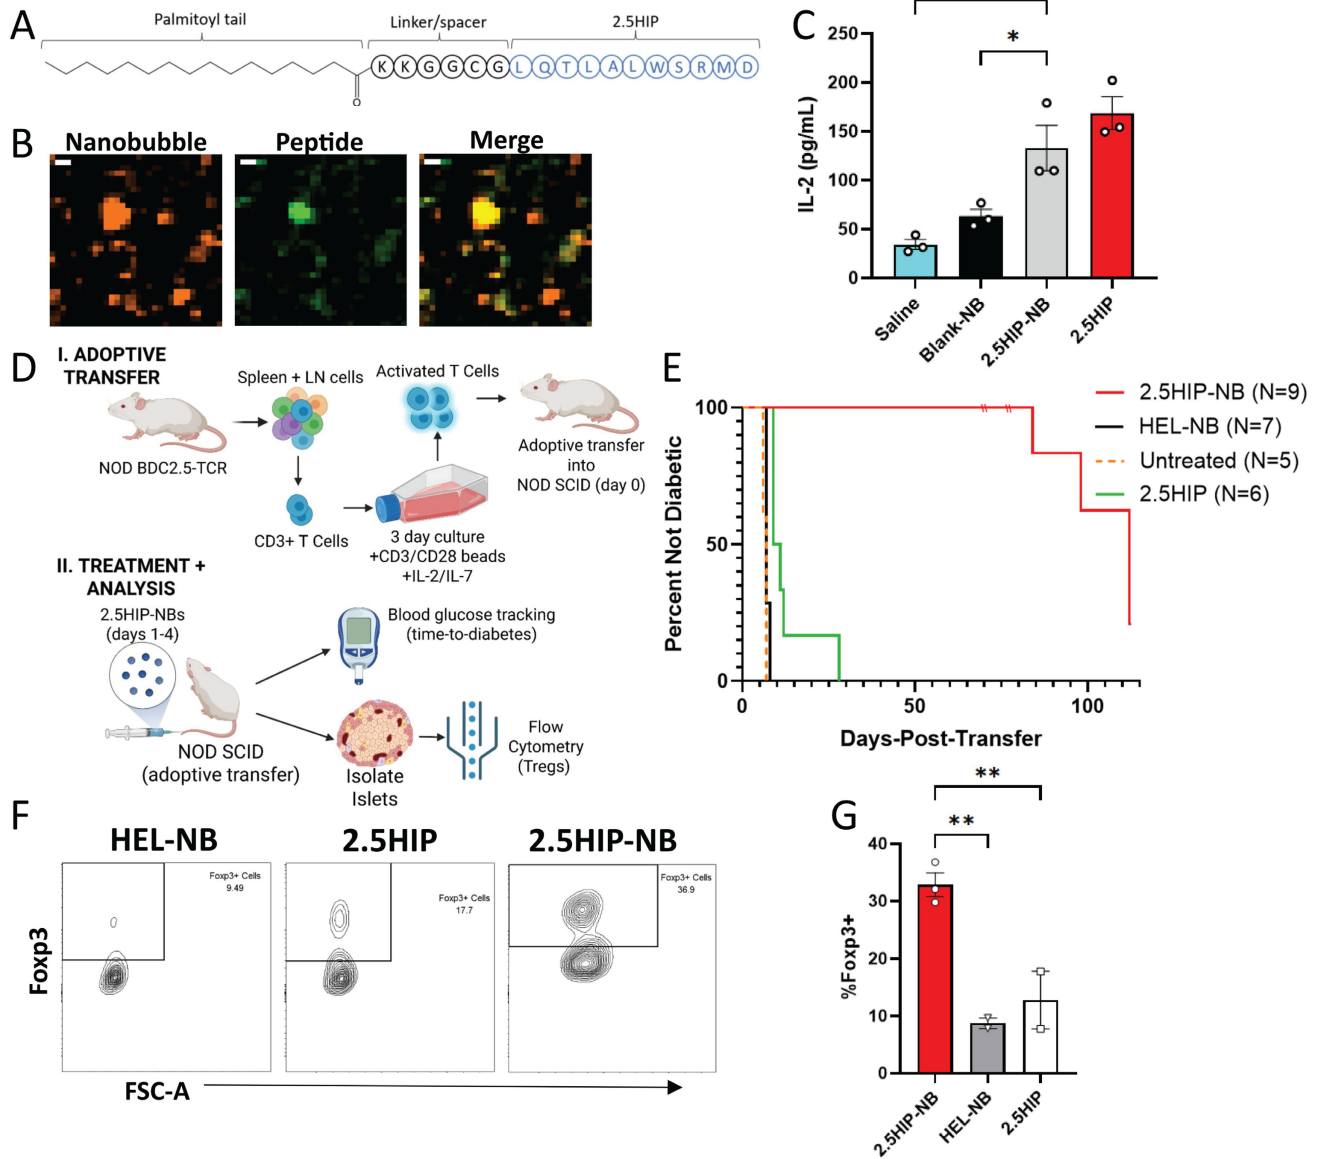 A
Palmitoyl tail
Linker/spacer
2.5HIP
O
K K G G C G L Q T L A L W S R M D
B
Nanobubble
Peptide
Merge
C
*
IL-2 (pg/mL)
250
200
150
100
50
0
Saline
Blank-NB
2.5HIP-NB
2.5HIP
D
I. ADOPTIVE
TRANSFER
NOD BDC2.5-TCR
Spleen + LN cells
CD3+ T Cells
Activated T Cells
3 day culture
+CD3/CD28 beads
+IL-2/IL-7
Adoptive transfer
into
NOD SCID (day 0)
II. TREATMENT +
ANALYSIS
2.5HIP-NBs
(days 1-4)
NOD SCID
(adoptive transfer)
Blood glucose tracking
(time-to-diabetes)
Isolate
Islets
Flow
Cytometry
(Tregs)
E
2.5HIP-NB (N=9)
HEL-NB (N=7)
Untreated (N=5)
2.5HIP (N=6)
Percent Not Diabetic
100
50
0
0
50
100
Days-Post-Transfer
F
HEL-NB
2.5HIP
2.5HIP-NB
Foxp3+ Cells
9.49
Foxp3+ Cells
17.7
Foxp3+ Cells
36.9
Foxp3
FSC-A
G
**
**
%Foxp3+
40
30
20
10
0
2.5HIP-NB
HEL-NB
2.5HIP